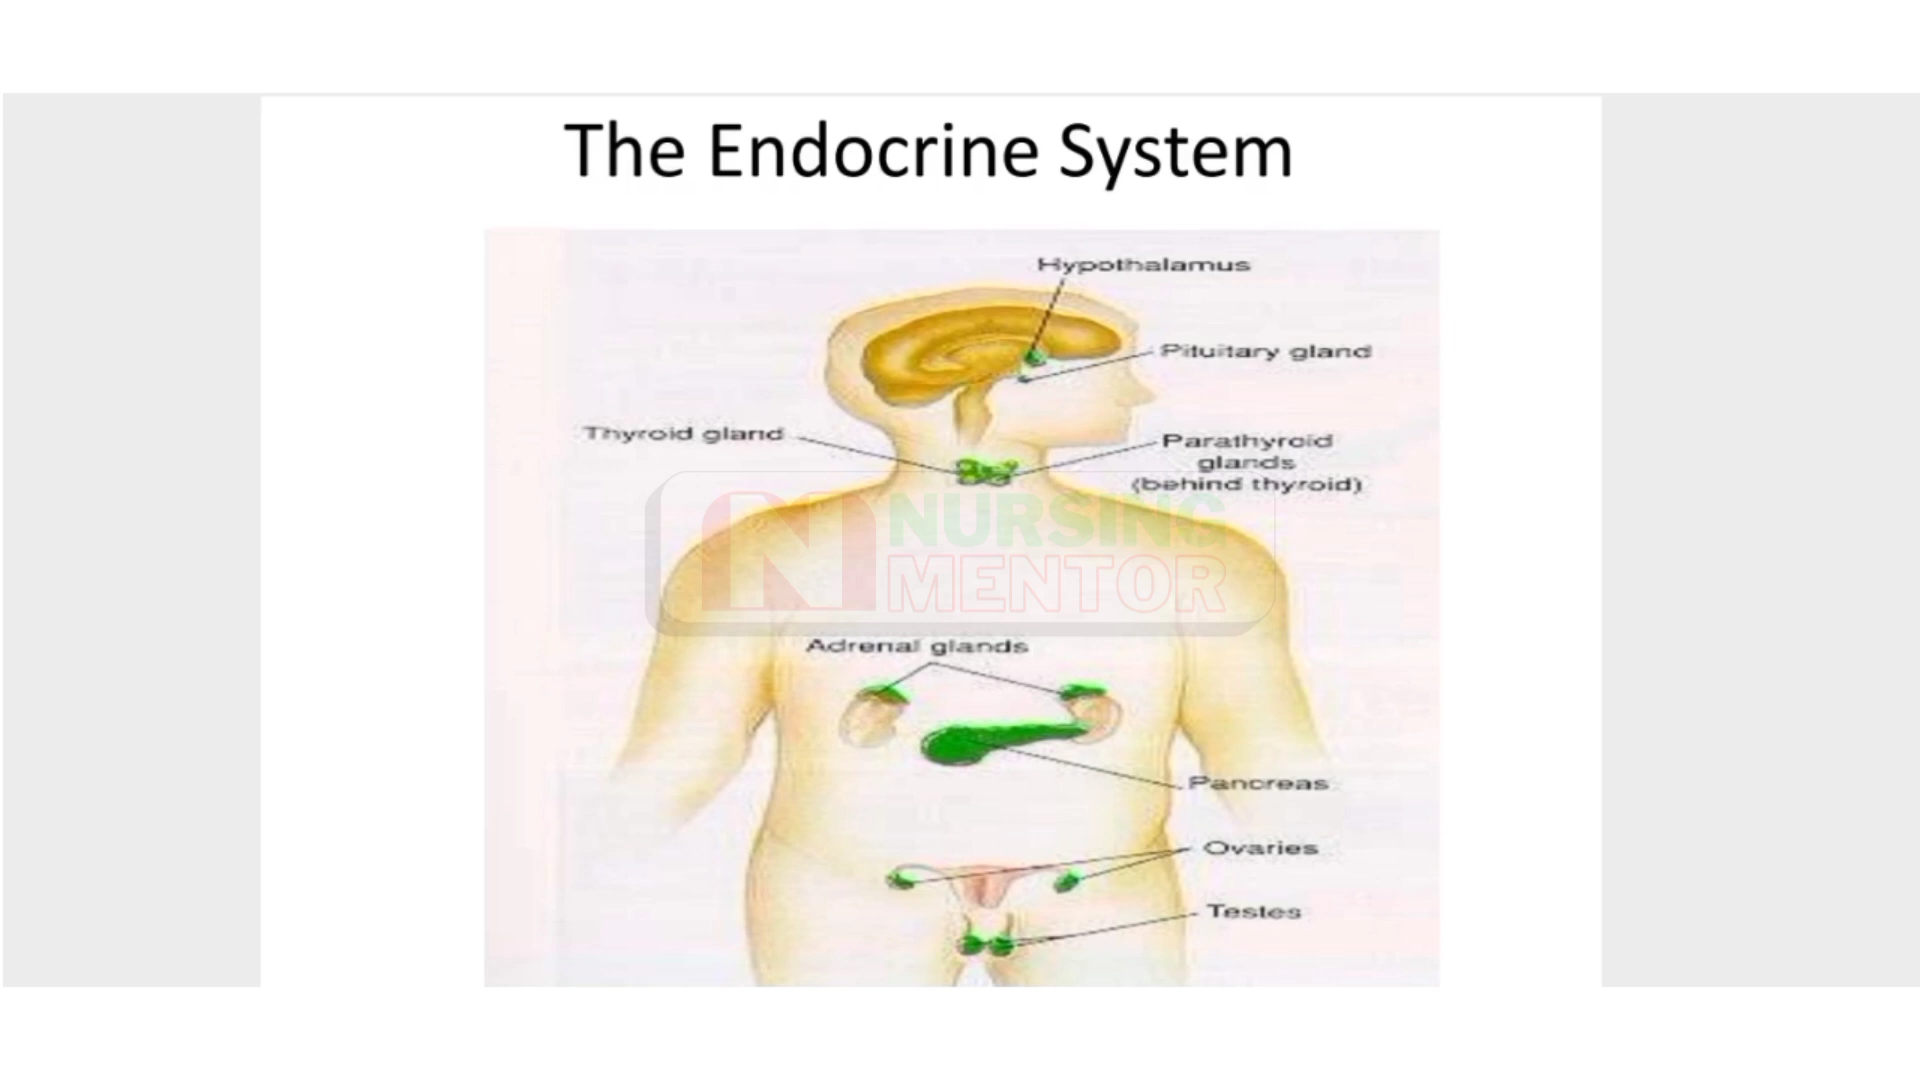 The Endocrine System
Hypothalamus
Pituitary gland
Thyroid gland
Parathyroid
glands
(behind thyroid)
N NURSING
MENTOR
Adrenal glands
Pancreas
Ovaries
Testes